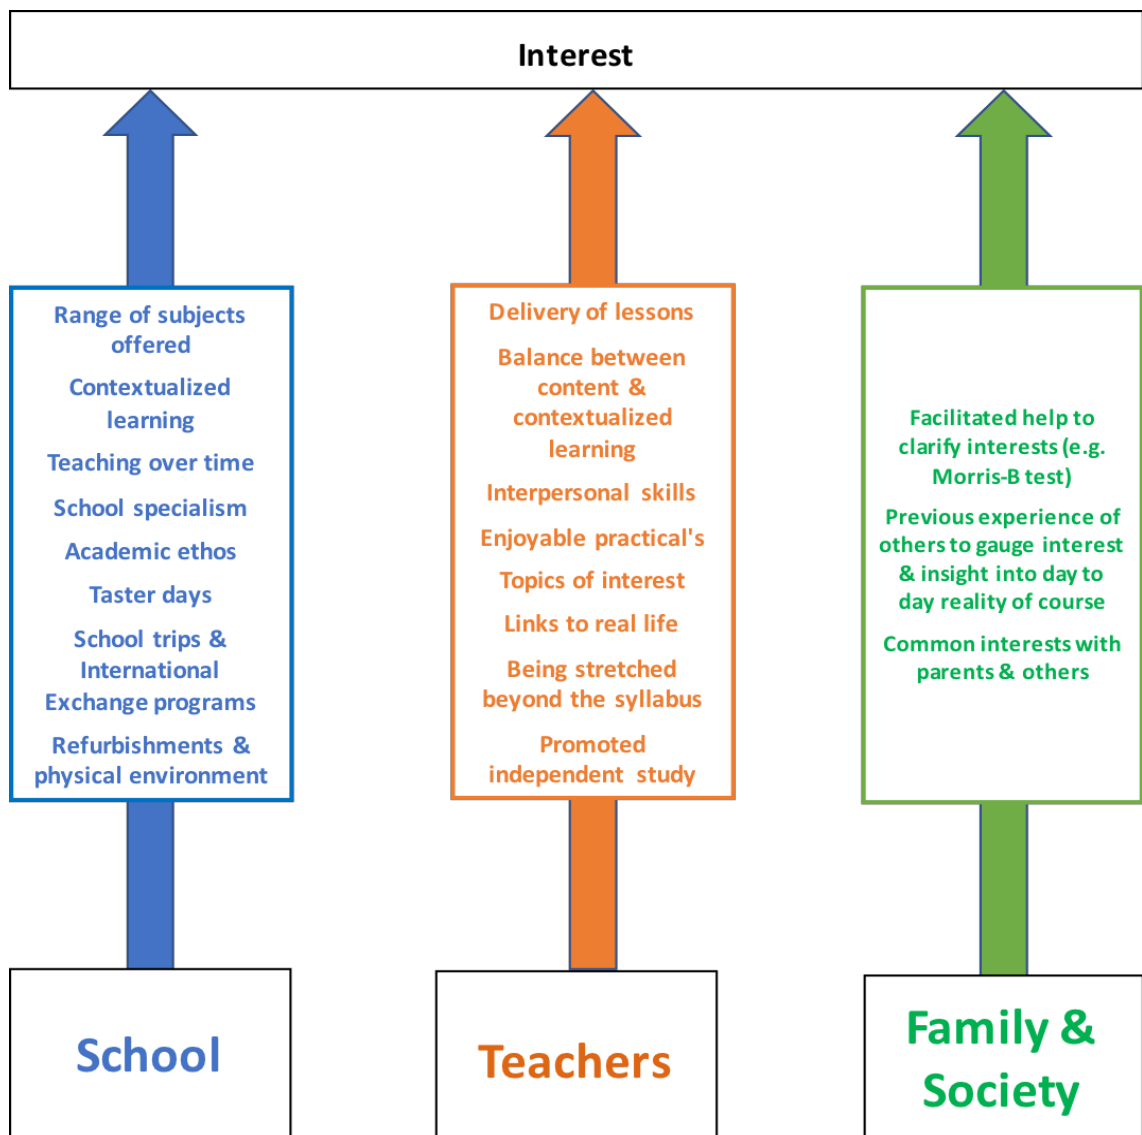 Interest
Range of subjects
offered
Contextualized
learning
Teaching over time
School specialism
Academic ethos
Taster days
School trips &
International
Exchange programs
Refurbishments &
physical environment
Delivery of lessons
Balance between
content &
contextualized
learning
Interpersonal skills
Enjoyable practical's
Topics of interest
Links to real life
Being stretched
beyond the syllabus
Promoted
independent study
Facilitated help to
clarify interests (e.g.
Morris-B test)
Previous experience of
others to gauge interest
& insight into day to
day reality of course
Common interests with
parents & others
School
Teachers
Family &
Society